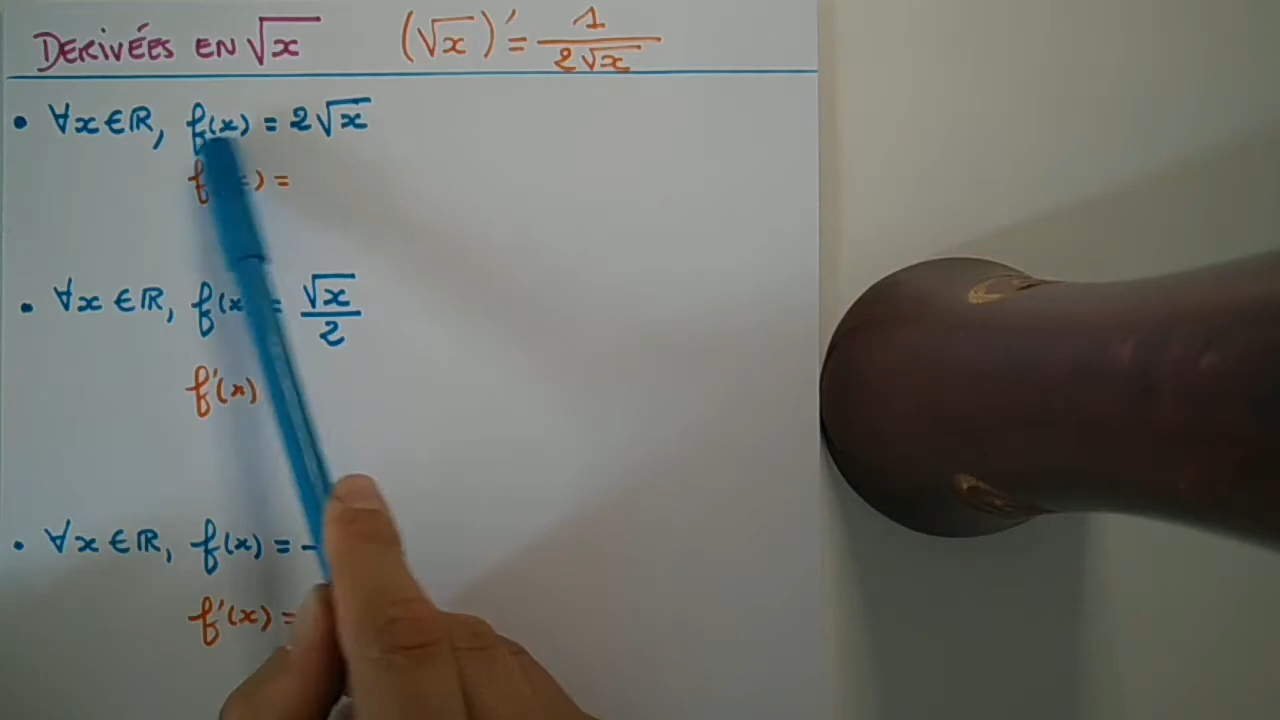 DERIVÉES EN √x (√x)' = 1/(2√x)
• ∀x ∈ ℝ, f(x) = 2√x
f'(x) =
• ∀x ∈ ℝ, f(x) = √x/2
f'(x)
• ∀x ∈ ℝ, f(x) = -
f'(x) =